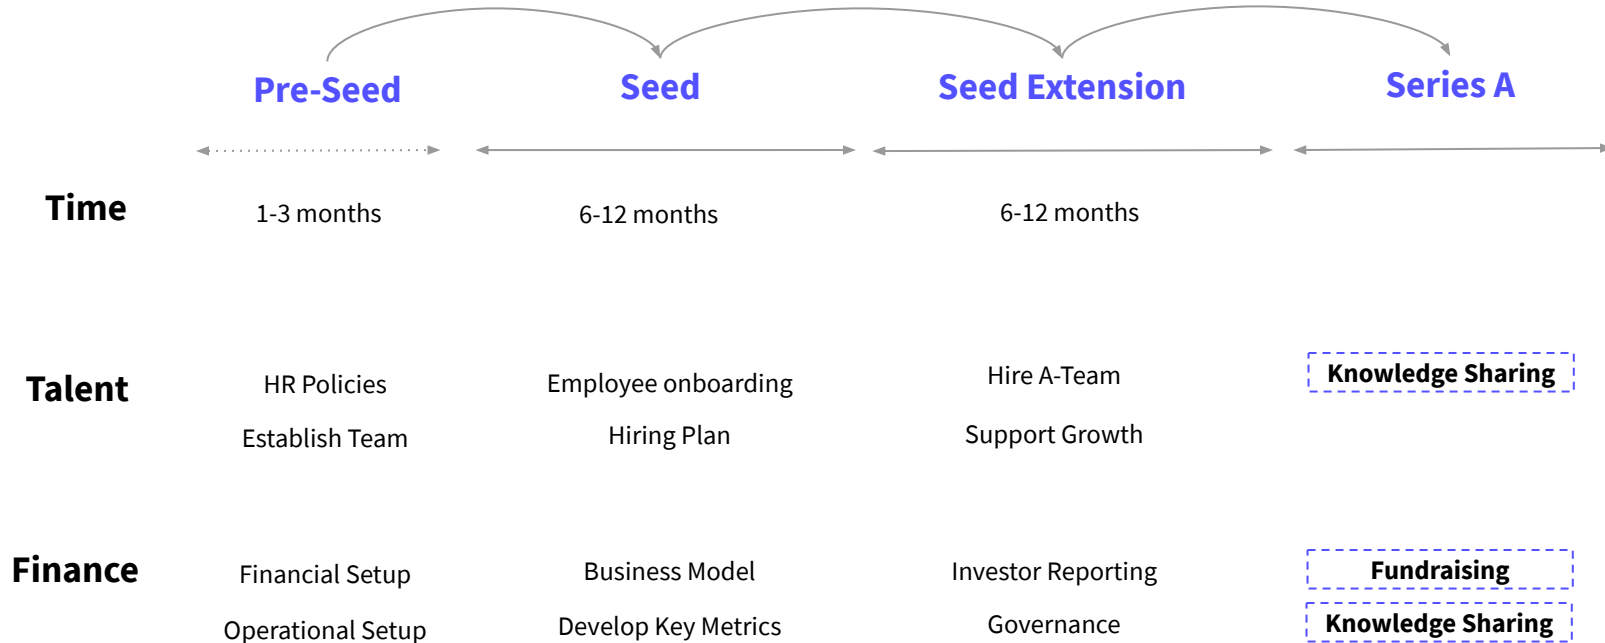 Pre-Seed
Seed
Seed Extension
Series A
Time
1-3 months
6-12 months
6-12 months
Talent
HR Policies
Employee onboarding
Hire A-Team
Knowledge Sharing
Establish Team
Hiring Plan
Support Growth
Finance
Financial Setup
Business Model
Investor Reporting
Fundraising
Operational Setup
Develop Key Metrics
Governance
Knowledge Sharing